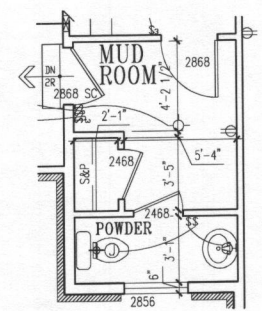 MUD
ROOM
2868
DN
2R
2868 SC
4'-2 1/2"
2'-1"
5'-4"
2468
S&P
3'-5"
2468
$$
POWDER
3'-1"
6"
2856